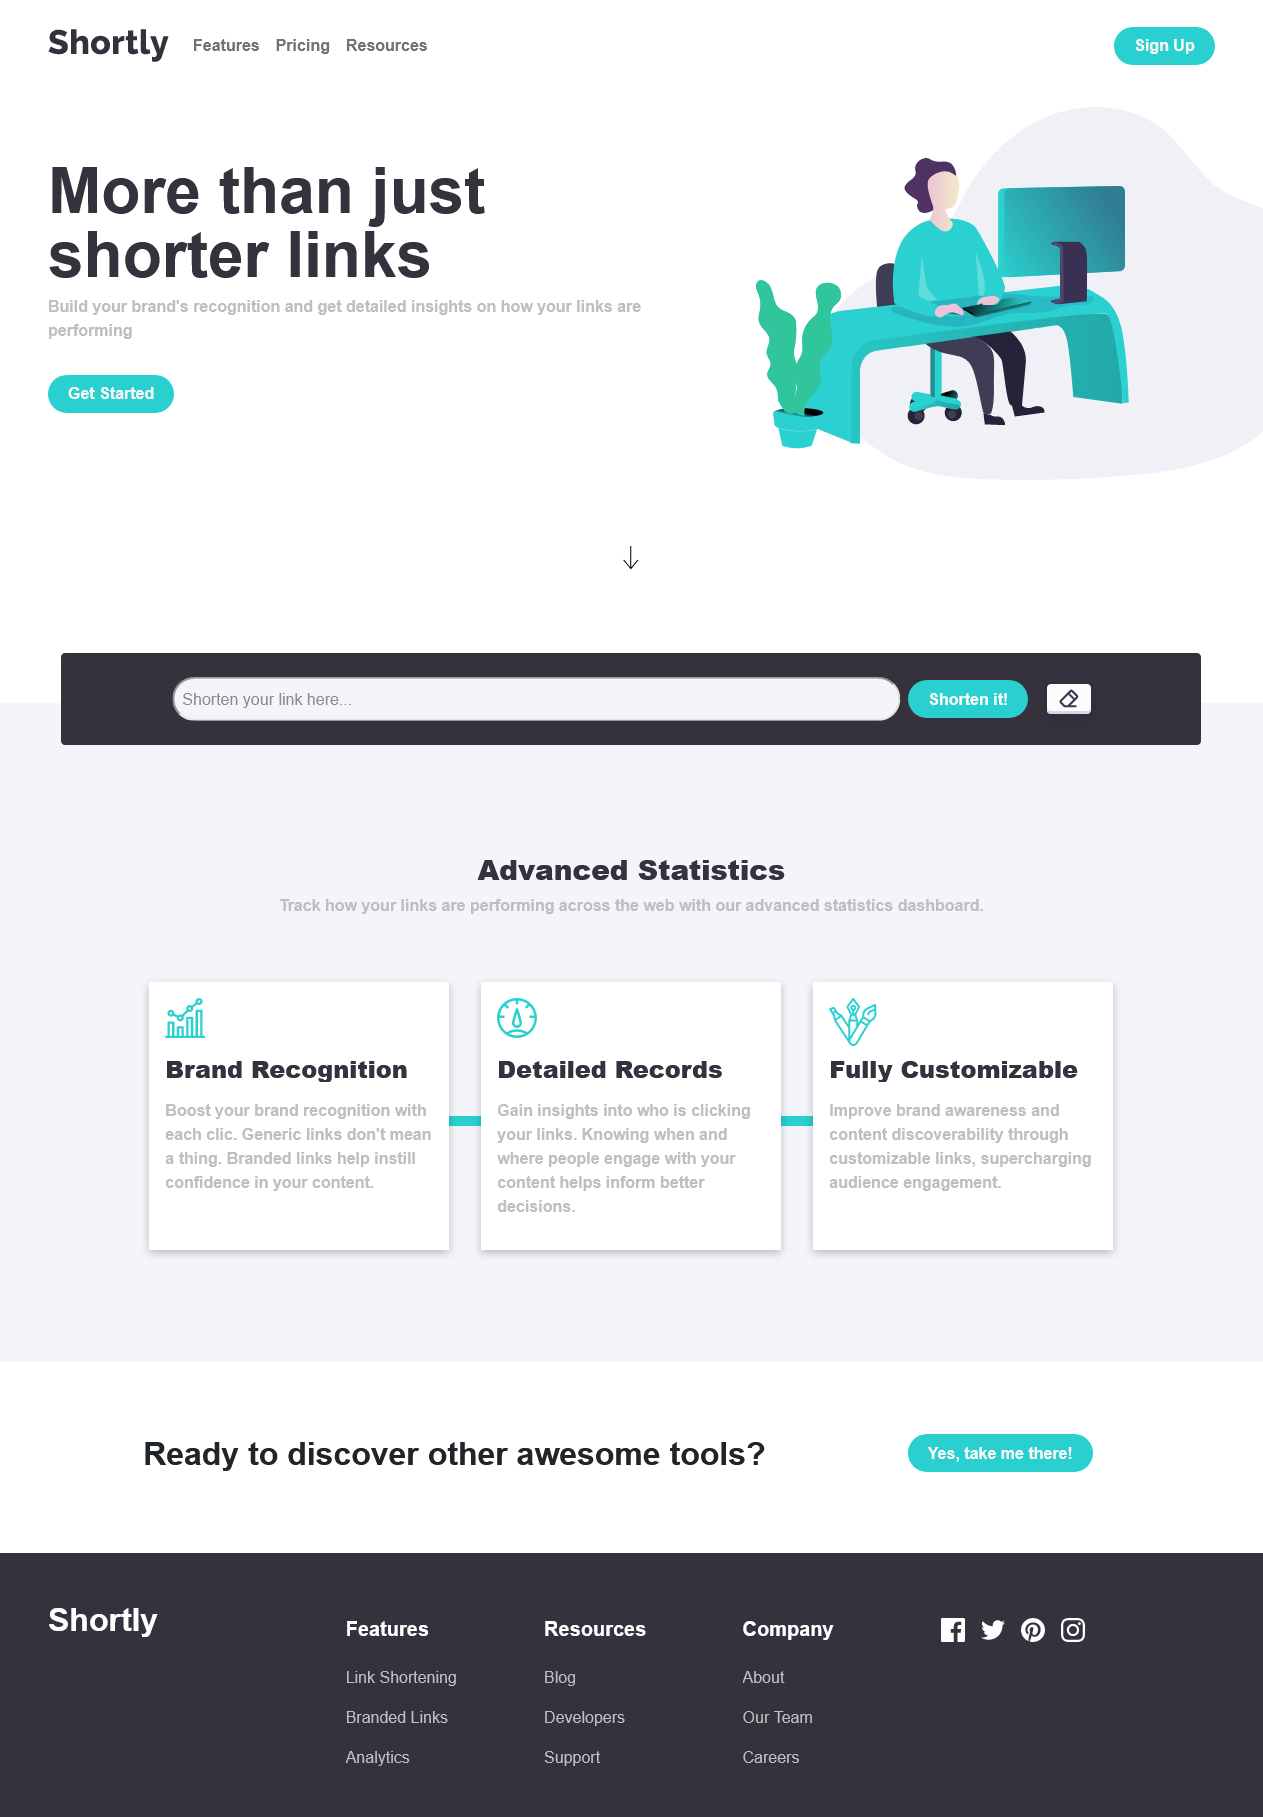 Shortly Features Pricing Resources Sign Up
More than just
shorter links
Build your brand's recognition and get detailed insights on how your links are
performing
Get Started
Shorten your link here... Shorten it!
Advanced Statistics
Track how your links are performing across the web with our advanced statistics dashboard.
Brand Recognition
Boost your brand recognition with
each clic. Generic links don't mean
a thing. Branded links help instill
confidence in your content.
Detailed Records
Gain insights into who is clicking
your links. Knowing when and
where people engage with your
content helps inform better
decisions.
Fully Customizable
Improve brand awareness and
content discoverability through
customizable links, supercharging
audience engagement.
Ready to discover other awesome tools? Yes, take me there!
Shortly
Features
Link Shortening
Branded Links
Analytics
Resources
Blog
Developers
Support
Company
About
Our Team
Careers